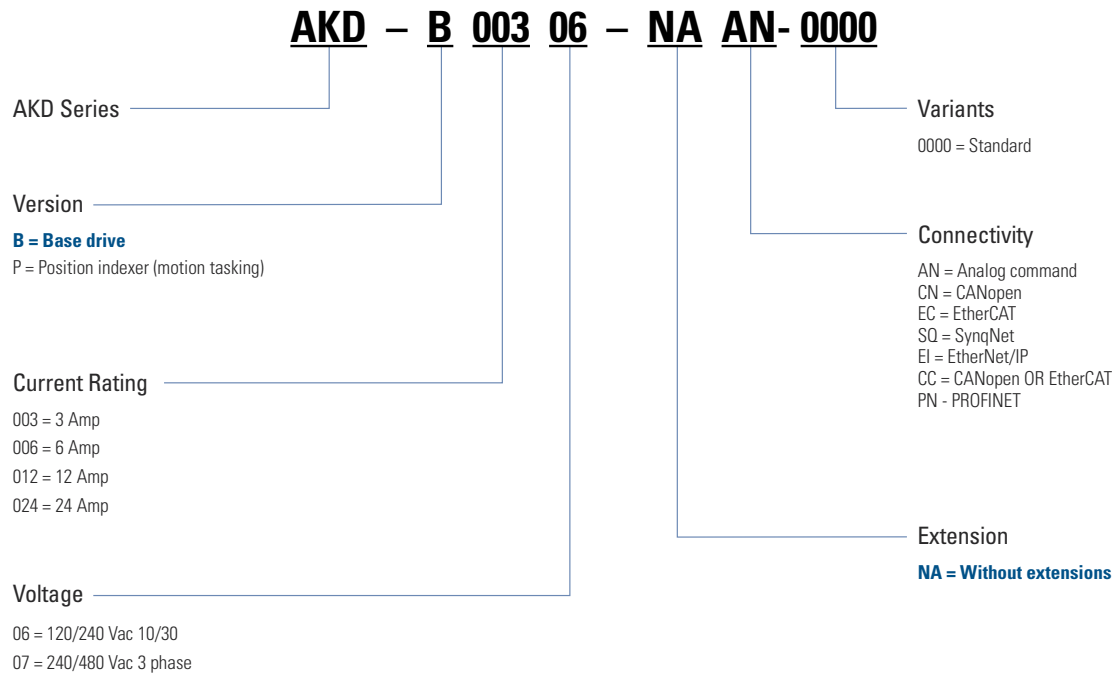 AKD – B 003 06 – NA AN- 0000
AKD Series
Version
B = Base drive
P = Position indexer (motion tasking)
Current Rating
003 = 3 Amp
006 = 6 Amp
012 = 12 Amp
024 = 24 Amp
Voltage
06 = 120/240 Vac 10/30
07 = 240/480 Vac 3 phase
Variants
0000 = Standard
Connectivity
AN = Analog command
CN = CANopen
EC = EtherCAT
SQ = SynqNet
EI = EtherNet/IP
CC = CANopen OR EtherCAT
PN - PROFINET
Extension
NA = Without extensions